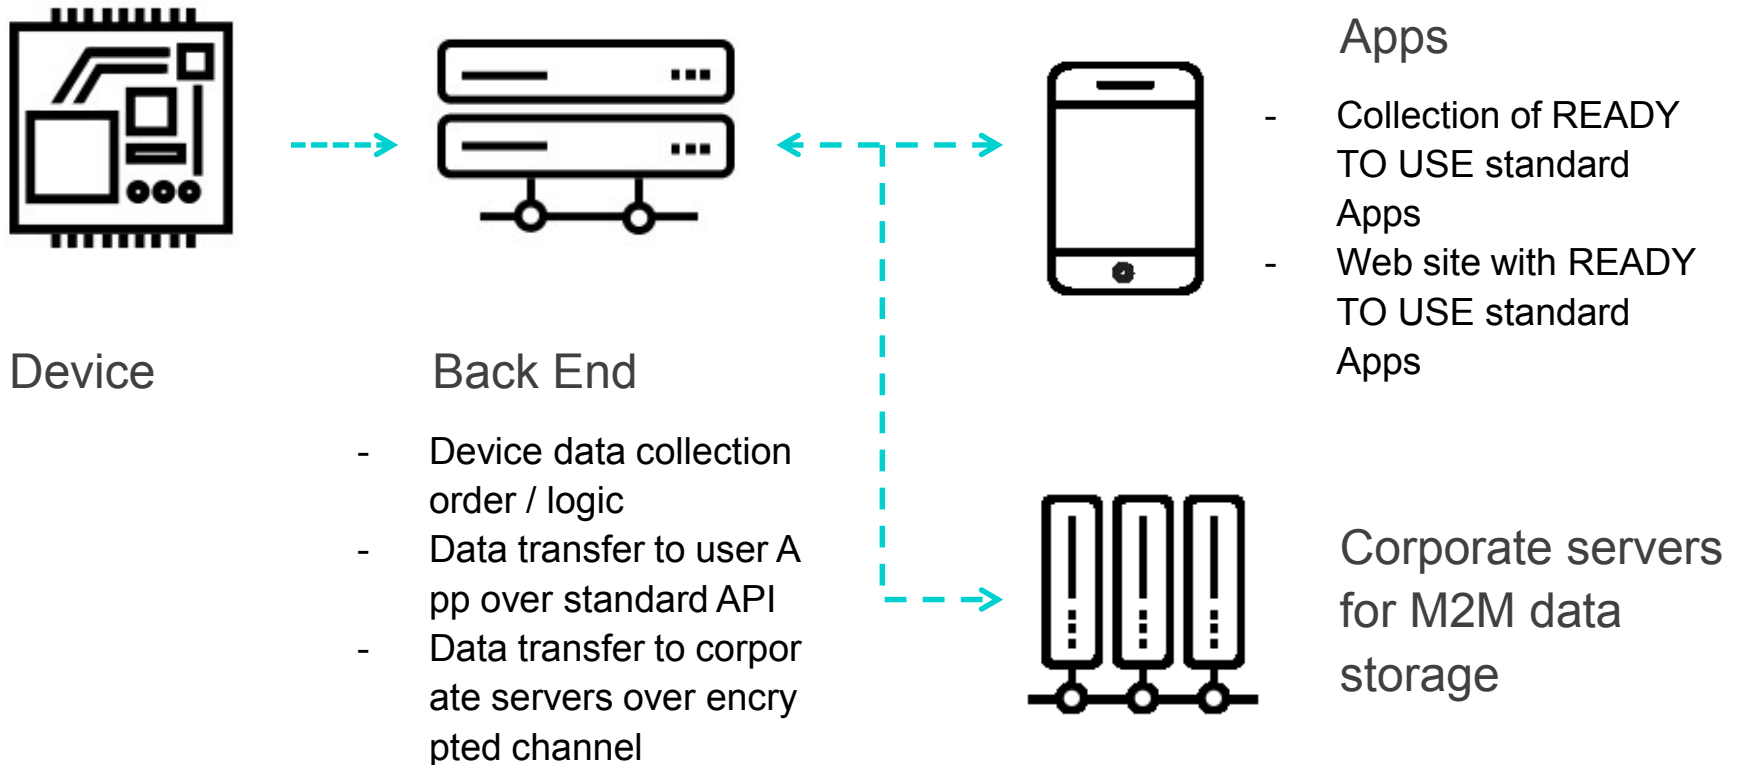 Device
Back End
- Device data collection
order / logic
- Data transfer to user A
pp over standard API
- Data transfer to corpor
ate servers over encry
pted channel
Apps
- Collection of READY
TO USE standard
Apps
- Web site with READY
TO USE standard
Apps
Corporate servers
for M2M data
storage